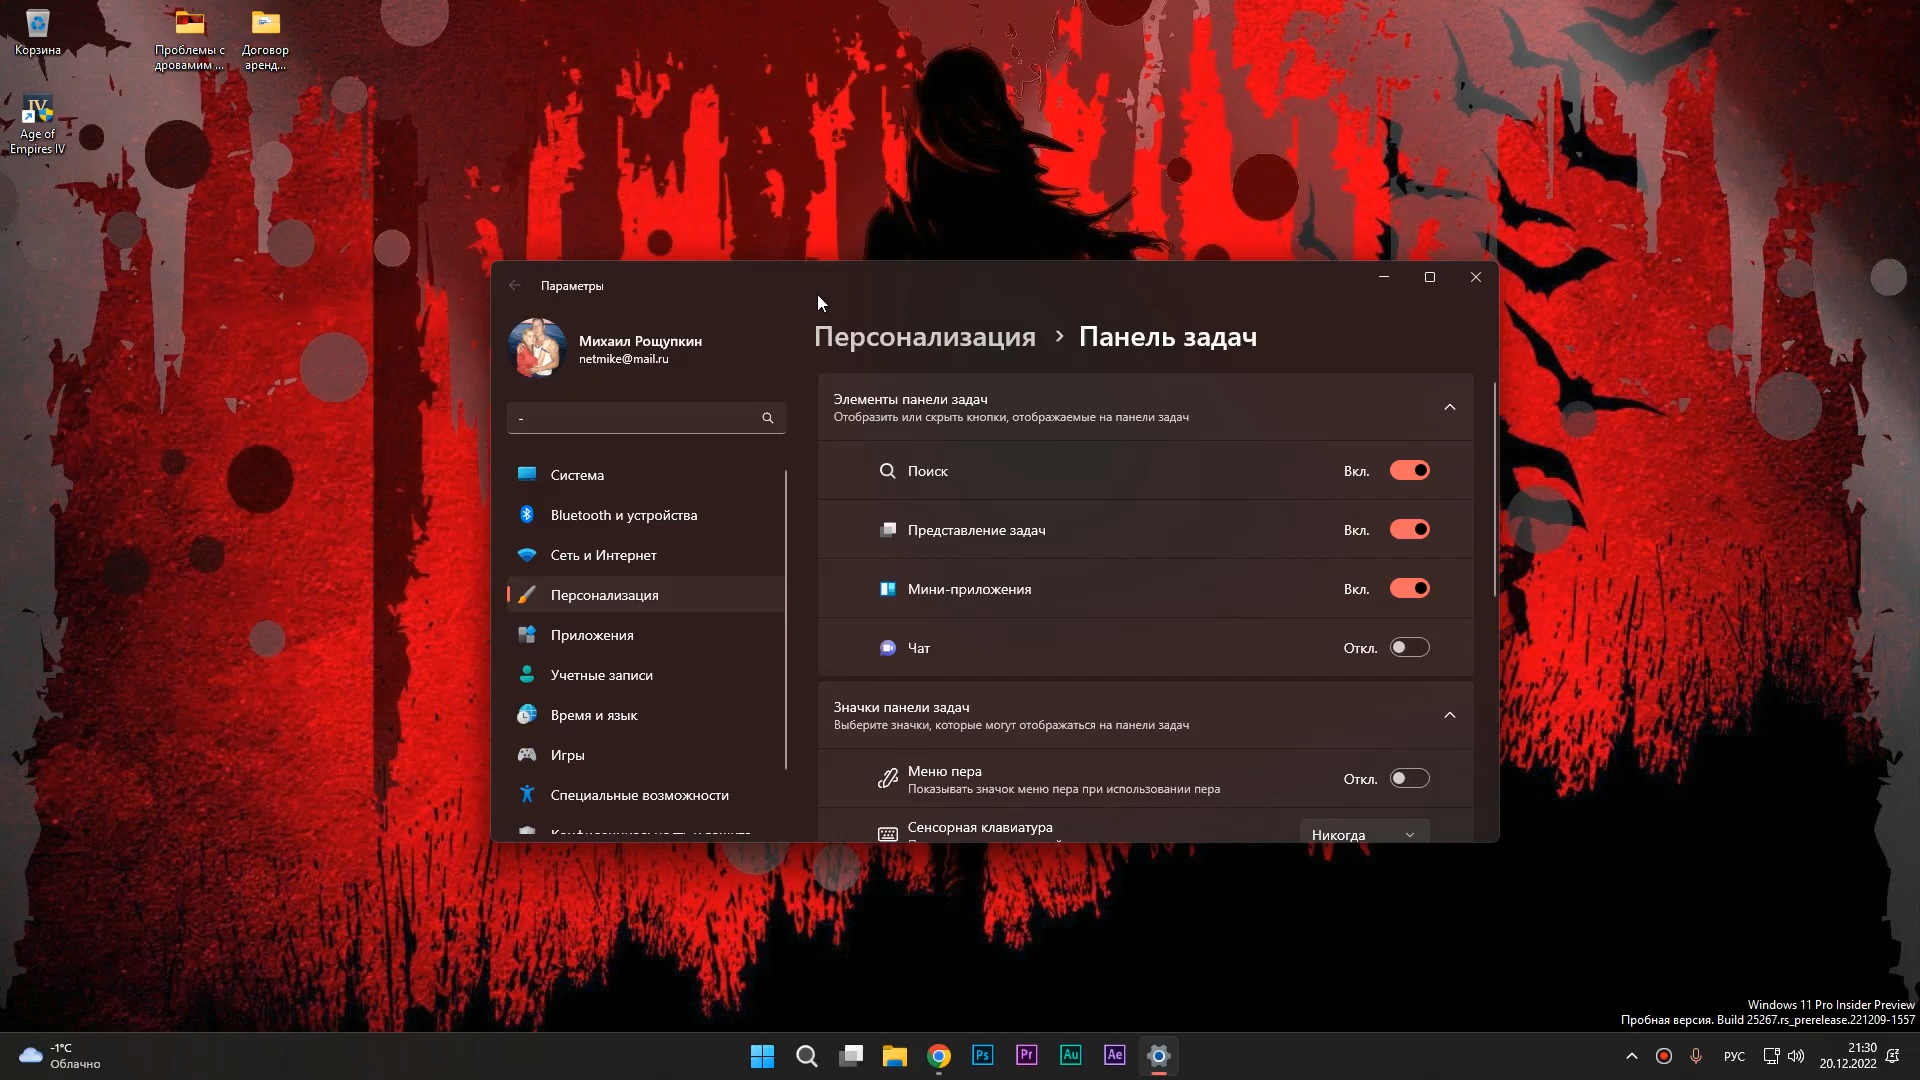 Корзина
Проблемы с
дровамим ...
Договор
аренд...
Age of
Empires IV
Параметры
Михаил Рощупкин
netmike@mail.ru
-
Система
Bluetooth и устройства
Сеть и Интернет
Персонализация
Приложения
Учетные записи
Время и язык
Игры
Специальные возможности
Персонализация > Панель задач
Элементы панели задач
Отобразить или скрыть кнопки, отображаемые на панели задач
Поиск Вкл.
Представление задач Вкл.
Мини-приложения Вкл.
Чат Откл.
Значки панели задач
Выберите значки, которые могут отображаться на панели задач
Меню пера Откл.
Показывать значок меню пера при использовании пера
Сенсорная клавиатура
Никогда
Windows 11 Pro Insider Preview
Пробная версия. Build 25267.rs_prerelease.221209-1557
-1°C
Облачно
Ps
Pr
Au
Ae
РУС
21:30
20.12.2022